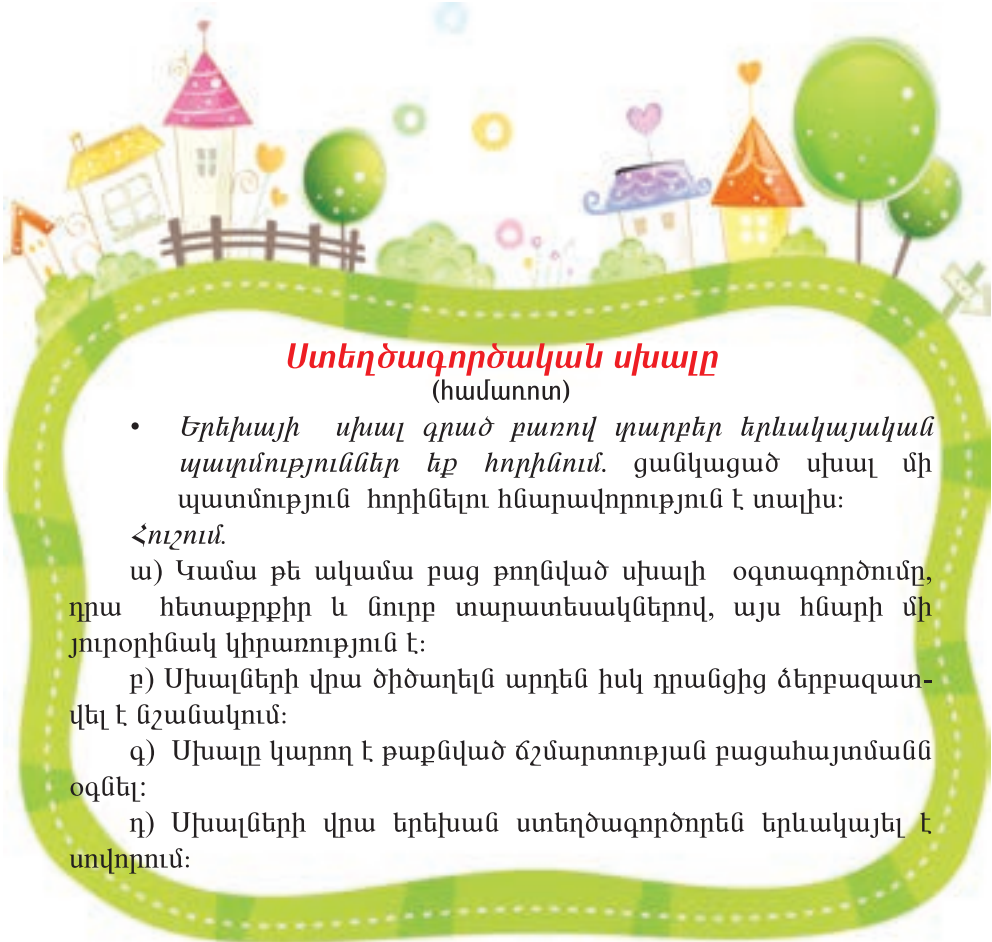 Ստեղծագործական սխալը
(համառոտ)
• Երեխայի սխալ գրած բառով տարբեր երևակայական
պատմություններ եք հորինում. ցանկացած սխալ մի
պատմություն հորինելու հնարավորություն է տալիս:
Հուշում.
ա) Կամա թե ակամա բաց թողնված սխալի օգտագործումը,
դրա հետաքրքիր և նուրբ տարատեսակներով, այս հնարի մի
յուրօրինակ կիրառություն է:
բ) Սխալների վրա ծիծաղելն արդեն իսկ դրանցից ձերբազատ-
վել է նշանակում:
գ) Սխալը կարող է թաքնված ճշմարտության բացահայտմանն
օգնել:
դ) Սխալների վրա երեխան ստեղծագործորեն երևակայել է
սովորում: